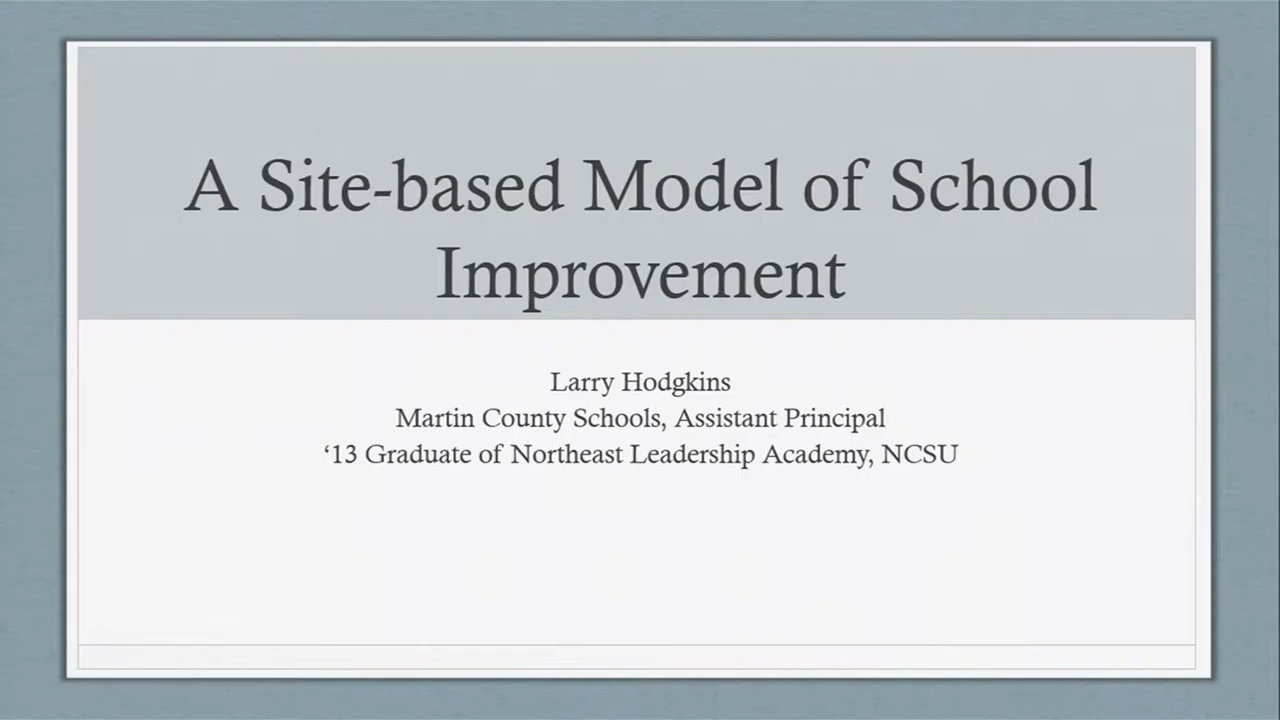 A Site-based Model of School
Improvement
Larry Hodgkins
Martin County Schools, Assistant Principal
‘13 Graduate of Northeast Leadership Academy, NCSU